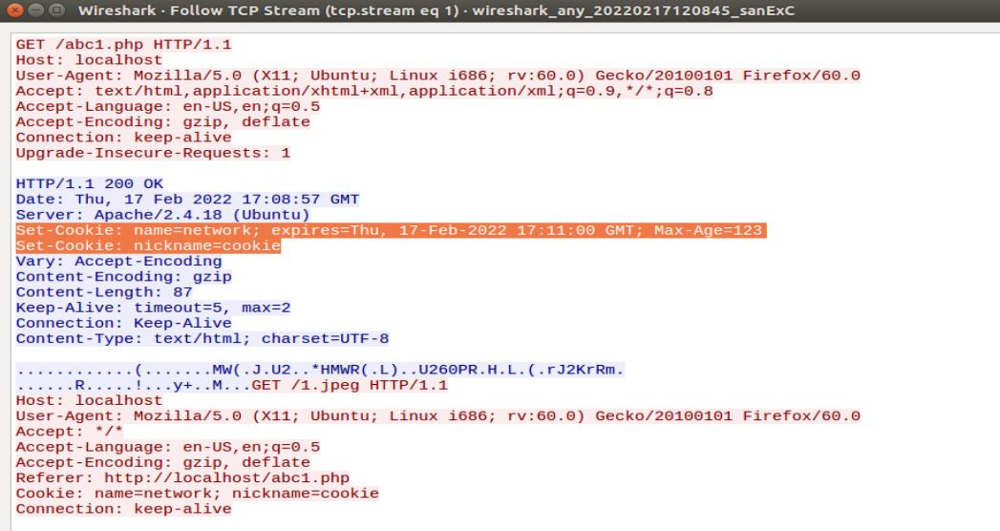 Wireshark · Follow TCP Stream (tcp.stream eq 1) · wireshark_any_20220217120845_sanExC
GET /abc1.php HTTP/1.1
Host: localhost
User-Agent: Mozilla/5.0 (X11; Ubuntu; Linux i686; rv:60.0) Gecko/20100101 Firefox/60.0
Accept: text/html,application/xhtml+xml,application/xml;q=0.9,*/*;q=0.8
Accept-Language: en-US,en;q=0.5
Accept-Encoding: gzip, deflate
Connection: keep-alive
Upgrade-Insecure-Requests: 1
HTTP/1.1 200 OK
Date: Thu, 17 Feb 2022 17:08:57 GMT
Server: Apache/2.4.18 (Ubuntu)
Set-Cookie: name=network; expires=Thu, 17-Feb-2022 17:11:00 GMT; Max-Age=123
Set-Cookie: nickname=cookie
Vary: Accept-Encoding
Content-Encoding: gzip
Content-Length: 87
Keep-Alive: timeout=5, max=2
Connection: Keep-Alive
Content-Type: text/html; charset=UTF-8
............(.......MW(.J.U2..*HMWR(.L)..U260PR.H.L.(.rJ2KrRm.
......R.....!...y+..M...GET /1.jpeg HTTP/1.1
Host: localhost
User-Agent: Mozilla/5.0 (X11; Ubuntu; Linux i686; rv:60.0) Gecko/20100101 Firefox/60.0
Accept: */*
Accept-Language: en-US,en;q=0.5
Accept-Encoding: gzip, deflate
Referer: http://localhost/abc1.php
Cookie: name=network; nickname=cookie
Connection: keep-alive